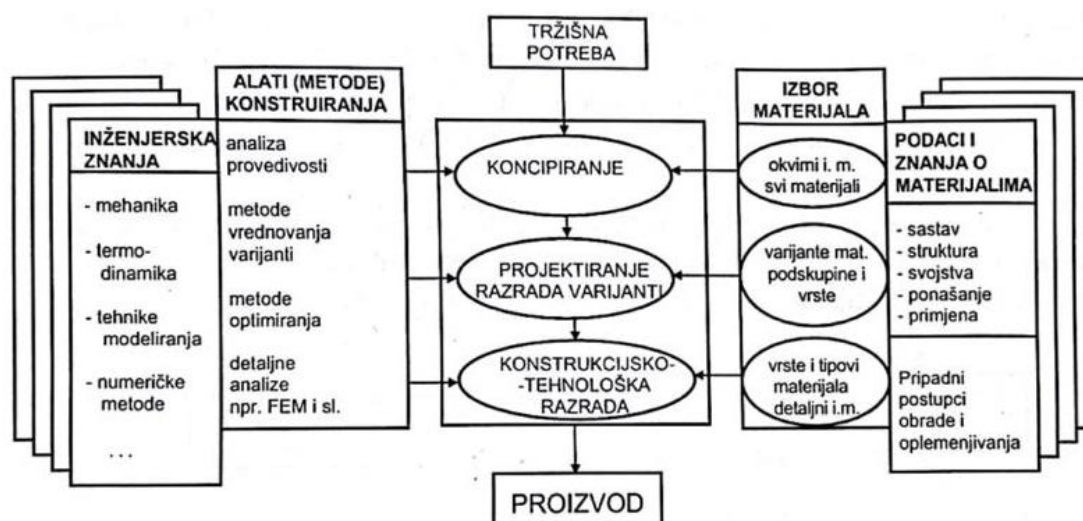 TRŽIŠNA
POTREBA
ALATI (METODE)
KONSTRUIRANJA
analiza
provedivosti
metode
vrednovanja
varijanti
metode
optimiranja
detaljne
analize
npr. FEM i sl.
INŽENJERSKA
ZNANJA
- mehanika
- termo-
dinamika
- tehnike
modeliranja
- numeričke
metode
...
KONCIPIRANJE
PROJEKTIRANJE
RAZRADA VARIJANTI
KONSTRUKCIJSKO-
-TEHNOLOŠKA
RAZRADA
PROIZVOD
IZBOR
MATERIJALA
okvirni i. m.
svi materijali
varijante mat.
podskupine i
vrste
vrste i tipovi
materijala
detaljni i.m.
PODACI I
ZNANJA O
MATERIJALIMA
- sastav
- struktura
- svojstva
- ponašanje
- primjena
Pripadni
postupci
obrade i
oplemenjivanja